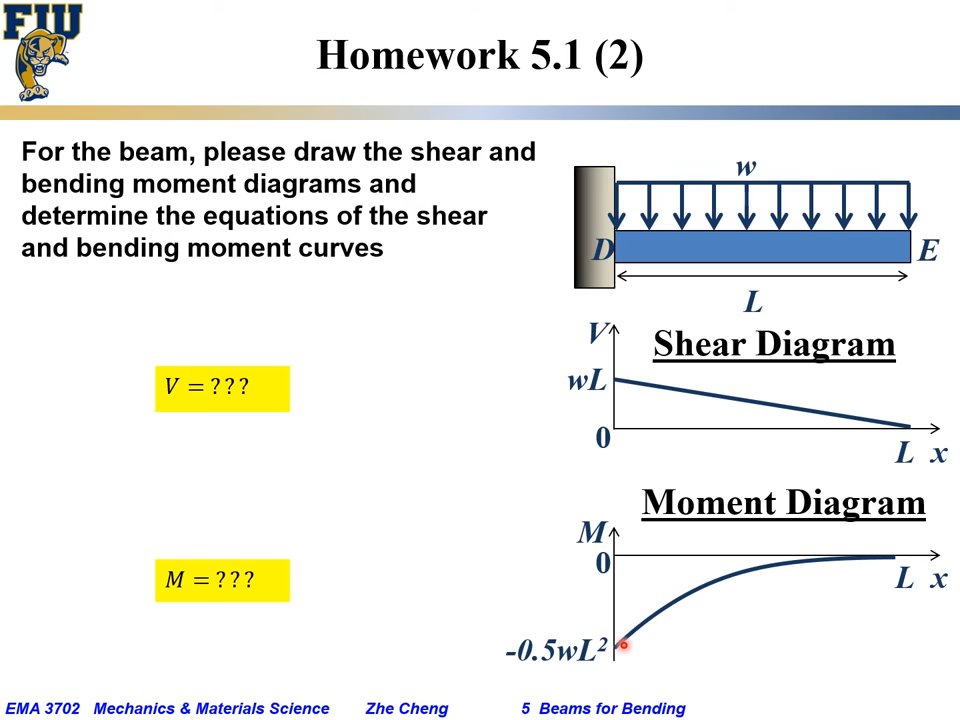 FIU
Homework 5.1 (2)
For the beam, please draw the shear and
bending moment diagrams and
determine the equations of the shear
and bending moment curves
w
D
E
L
V
Shear Diagram
wL
0
L x
V = ? ? ?
Moment Diagram
M
0
L x
M = ? ? ?
-0.5wL²
EMA 3702 Mechanics & Materials Science Zhe Cheng 5 Beams for Bending